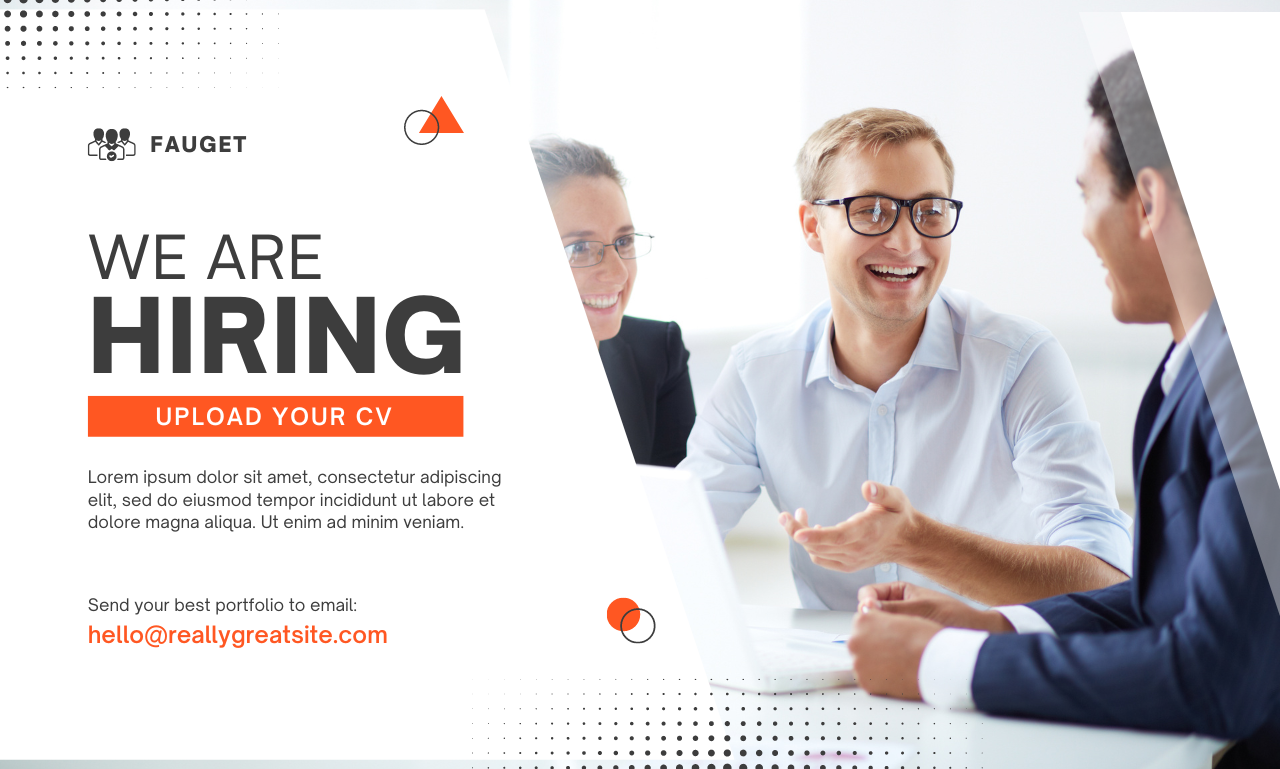 FAUGET
WE ARE
HIRING
UPLOAD YOUR CV
Lorem ipsum dolor sit amet, consectetur adipiscing
elit, sed do eiusmod tempor incididunt ut labore et
dolore magna aliqua. Ut enim ad minim veniam.
Send your best portfolio to email:
hello@reallygreatsite.com